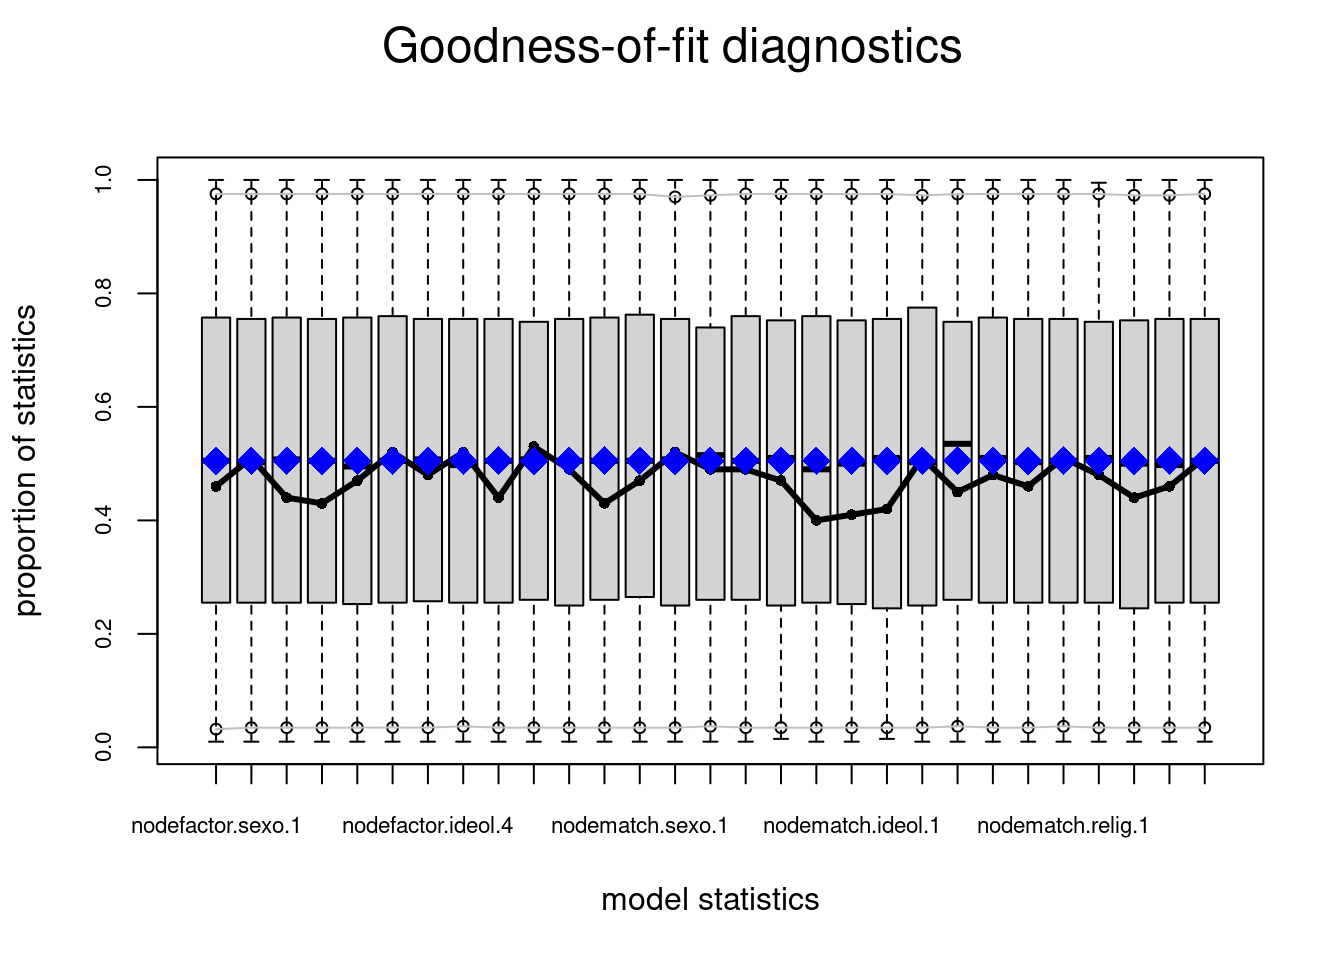 Goodness-of-fit diagnostics
proportion of statistics
1.0
0.8
0.6
0.4
0.2
0.0
nodefactor.sexo.1 nodefactor.ideol.4 nodematch.sexo.1 nodematch.ideol.1 nodematch.relig.1
model statistics